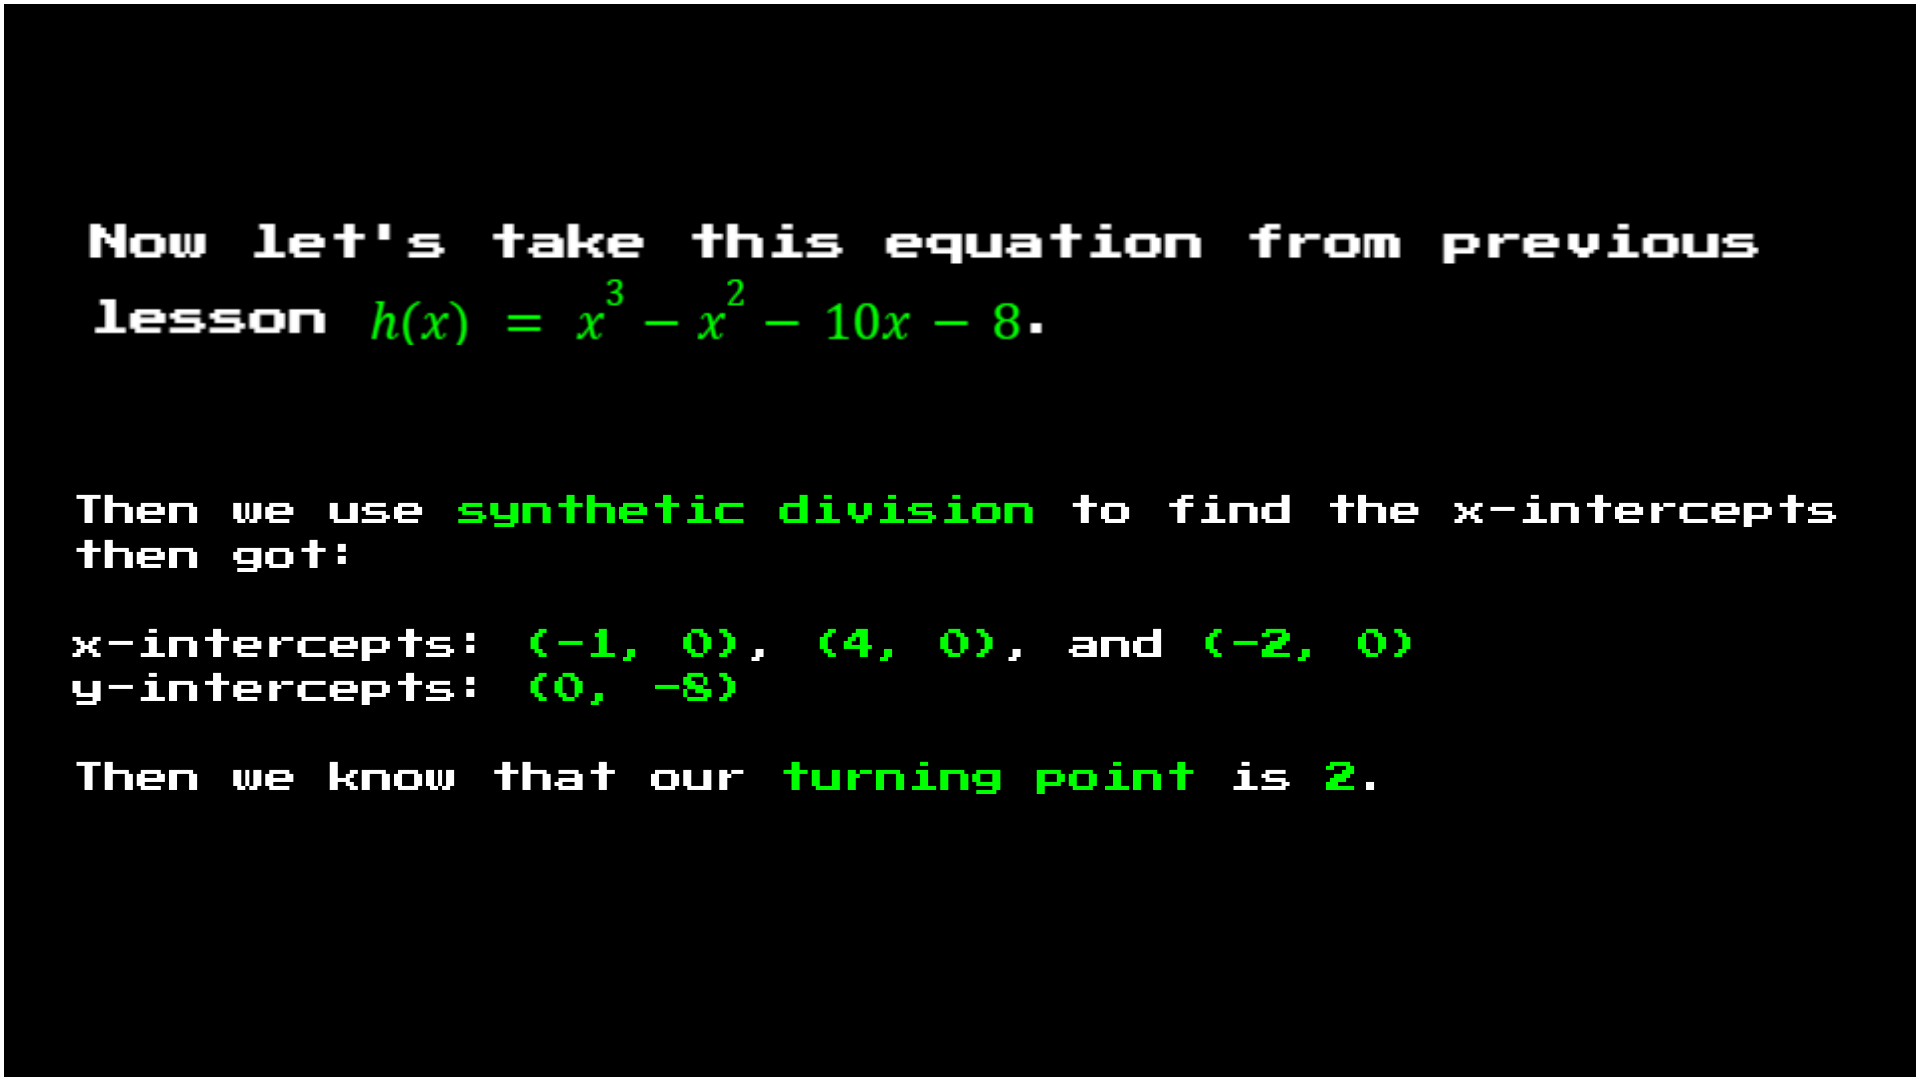 Now let's take this equation from previous
lesson h(x) = x³ − x² − 10x − 8.
Then we use synthetic division to find the x-intercepts
then got:
x-intercepts: (-1, 0), (4, 0), and (-2, 0)
y-intercepts: (0, -8)
Then we know that our turning point is 2.